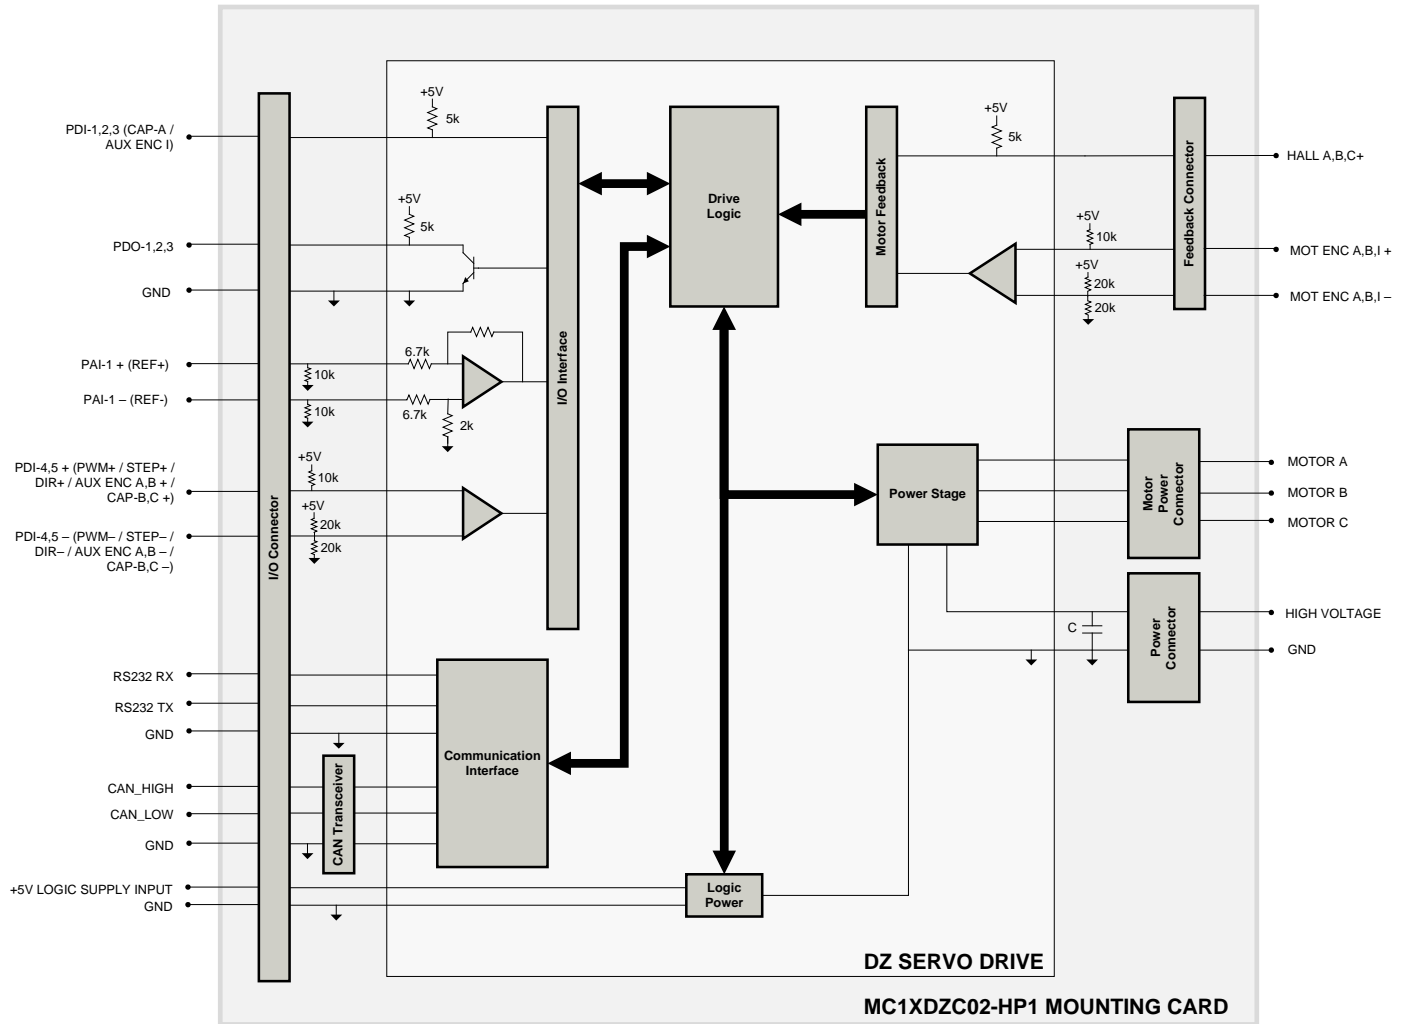 PDI-1,2,3 (CAP-A /
AUX ENC I)
PDO-1,2,3
GND
PAI-1 + (REF+)
PAI-1 – (REF-)
PDI-4,5 + (PWM+ / STEP+ /
DIR+ / AUX ENC A,B + /
CAP-B,C +)
PDI-4,5 – (PWM– / STEP– /
DIR– / AUX ENC A,B – /
CAP-B,C –)
RS232 RX
RS232 TX
GND
CAN_HIGH
CAN_LOW
GND
+5V LOGIC SUPPLY INPUT
GND
I/O Connector
+5V
5k
+5V
5k
6.7k
10k
6.7k
10k
2k
+5V
10k
+5V
20k
20k
I/O Interface
CAN Transceiver
Communication
Interface
Drive
Logic
Logic
Power
Motor Feedback
+5V
5k
+5V
10k
+5V
20k
20k
Feedback Connector
HALL A,B,C+
MOT ENC A,B,I +
MOT ENC A,B,I –
Power Stage
Motor
Power
Connector
MOTOR A
MOTOR B
MOTOR C
C
Power
Connector
HIGH VOLTAGE
GND
DZ SERVO DRIVE
MC1XDZC02-HP1 MOUNTING CARD